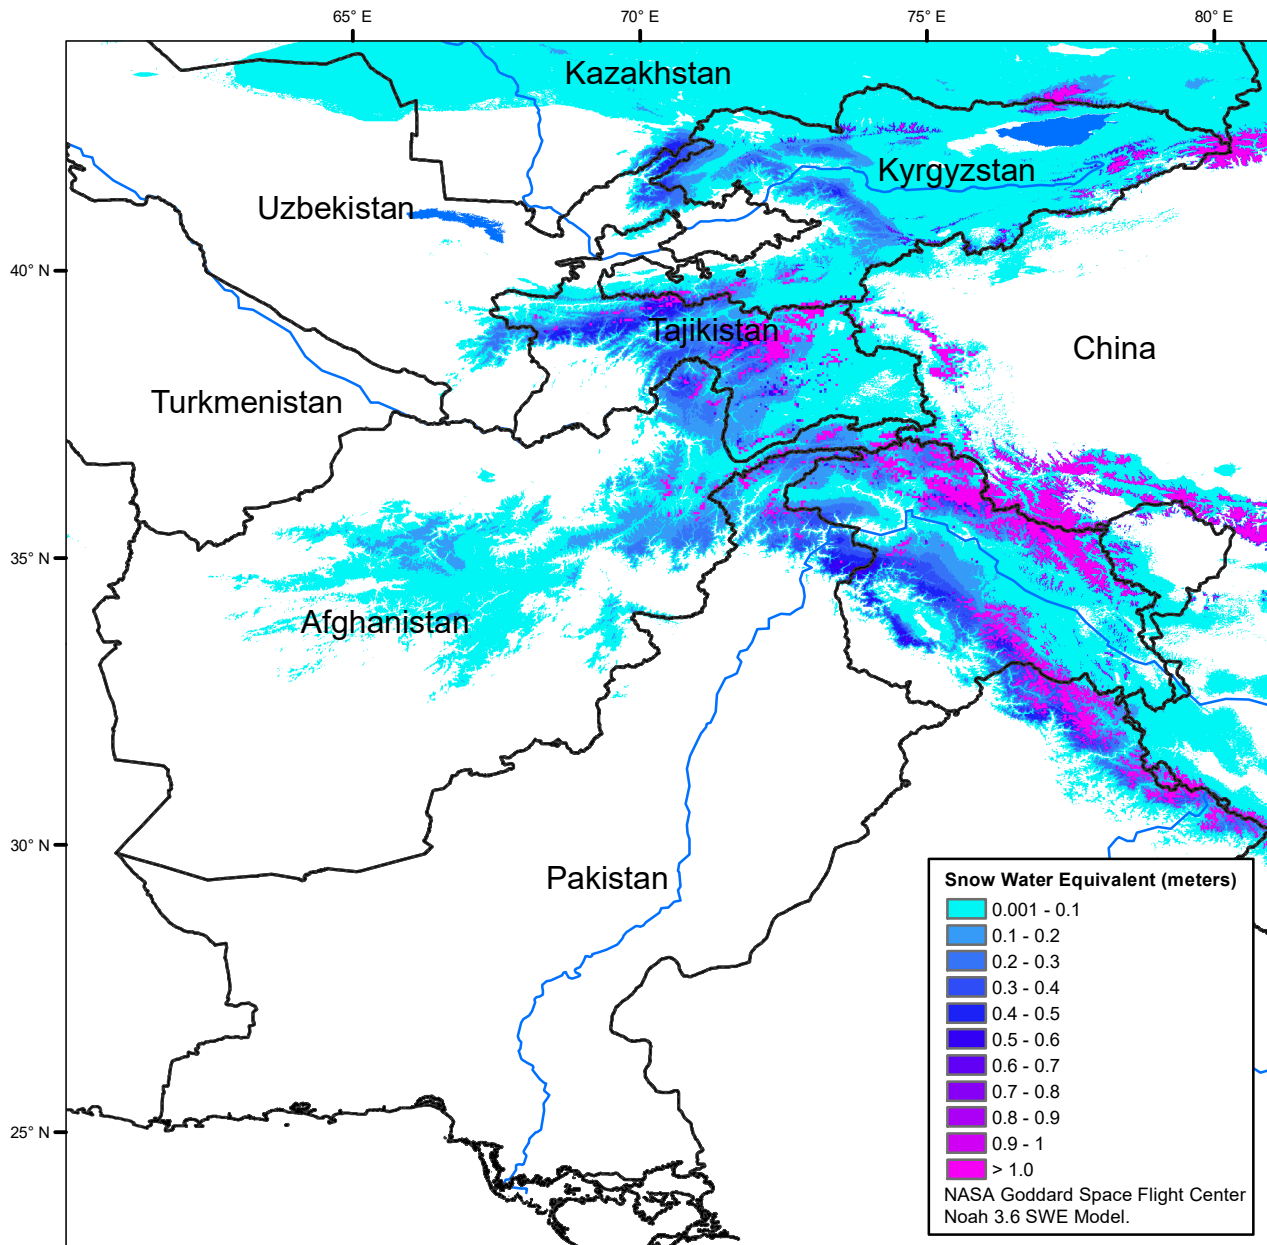 65° E
70° E
75° E
80° E
Kazakhstan
Kyrgyzstan
Uzbekistan
40° N
Tajikistan
China
Turkmenistan
35° N
Afghanistan
30° N
Pakistan
25° N
Snow Water Equivalent (meters)
0.001 - 0.1
0.1 - 0.2
0.2 - 0.3
0.3 - 0.4
0.4 - 0.5
0.5 - 0.6
0.6 - 0.7
0.7 - 0.8
0.8 - 0.9
0.9 - 1
> 1.0
NASA Goddard Space Flight Center
Noah 3.6 SWE Model.